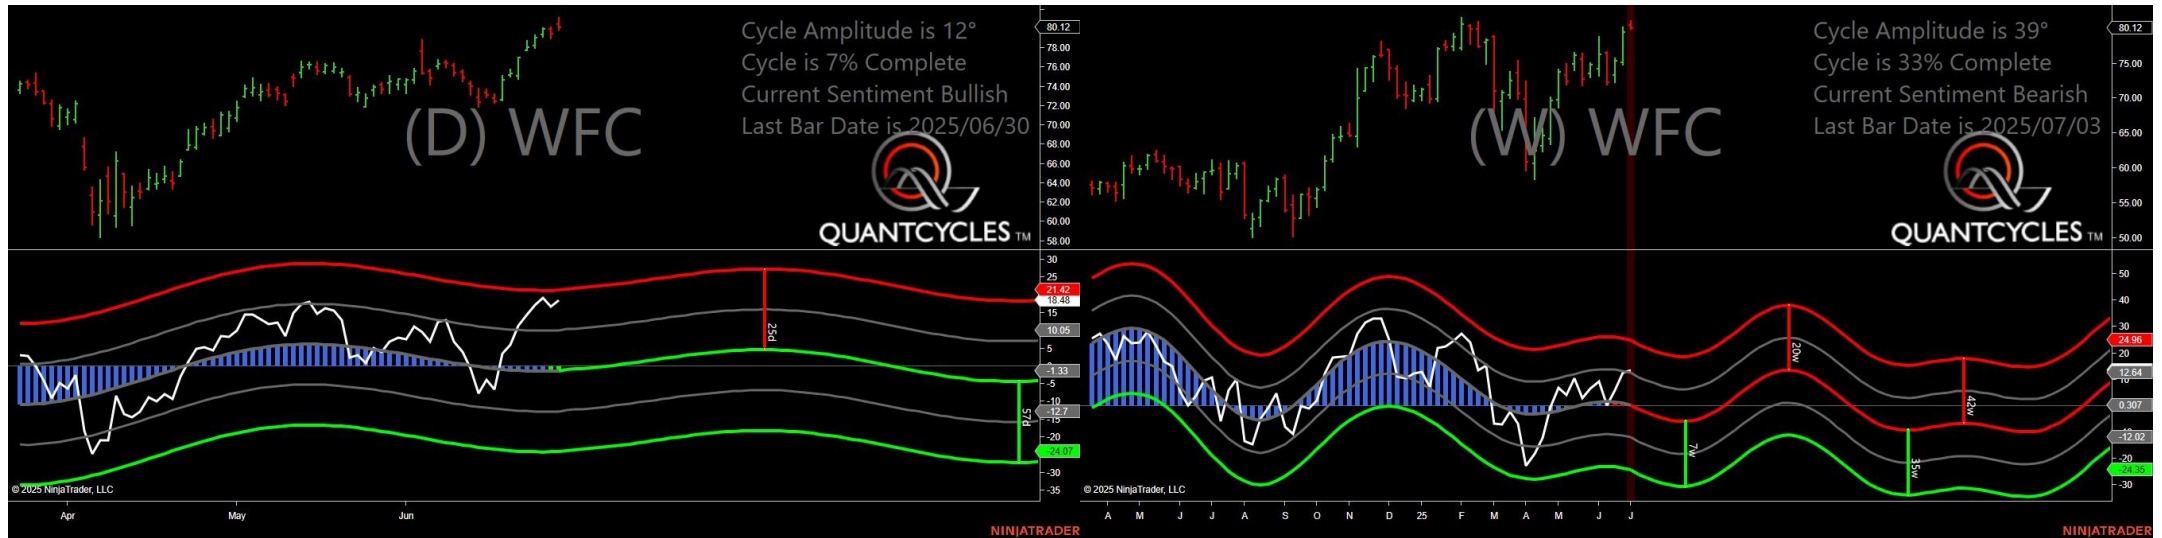 Cycle Amplitude is 12°
Cycle is 7% Complete
Current Sentiment Bullish
Last Bar Date is 2025/06/30
(D) WFC
QUANTCYCLES TM
80.12
78.00
76.00
74.00
72.00
70.00
68.00
66.00
64.00
62.00
60.00
58.00
30
25
21.42
18.48
15
10.05
5
-1.33
-5
-10
-12.7
-15
-20
-24.07
-30
-35
25d
57d
© 2025 NinjaTrader, LLC
Apr
May
Jun
NINJATRADER
Cycle Amplitude is 39°
Cycle is 33% Complete
Current Sentiment Bearish
Last Bar Date is 2025/07/03
(W) WFC
QUANTCYCLES TM
80.12
75.00
70.00
65.00
60.00
55.00
50.00
50
40
30
24.96
20
12.64
0.307
-12.02
-20
-24.35
-30
7w
20w
35w
42w
© 2025 NinjaTrader, LLC
A M J J A S O N D 25 F M A M J J
NINJATRADER